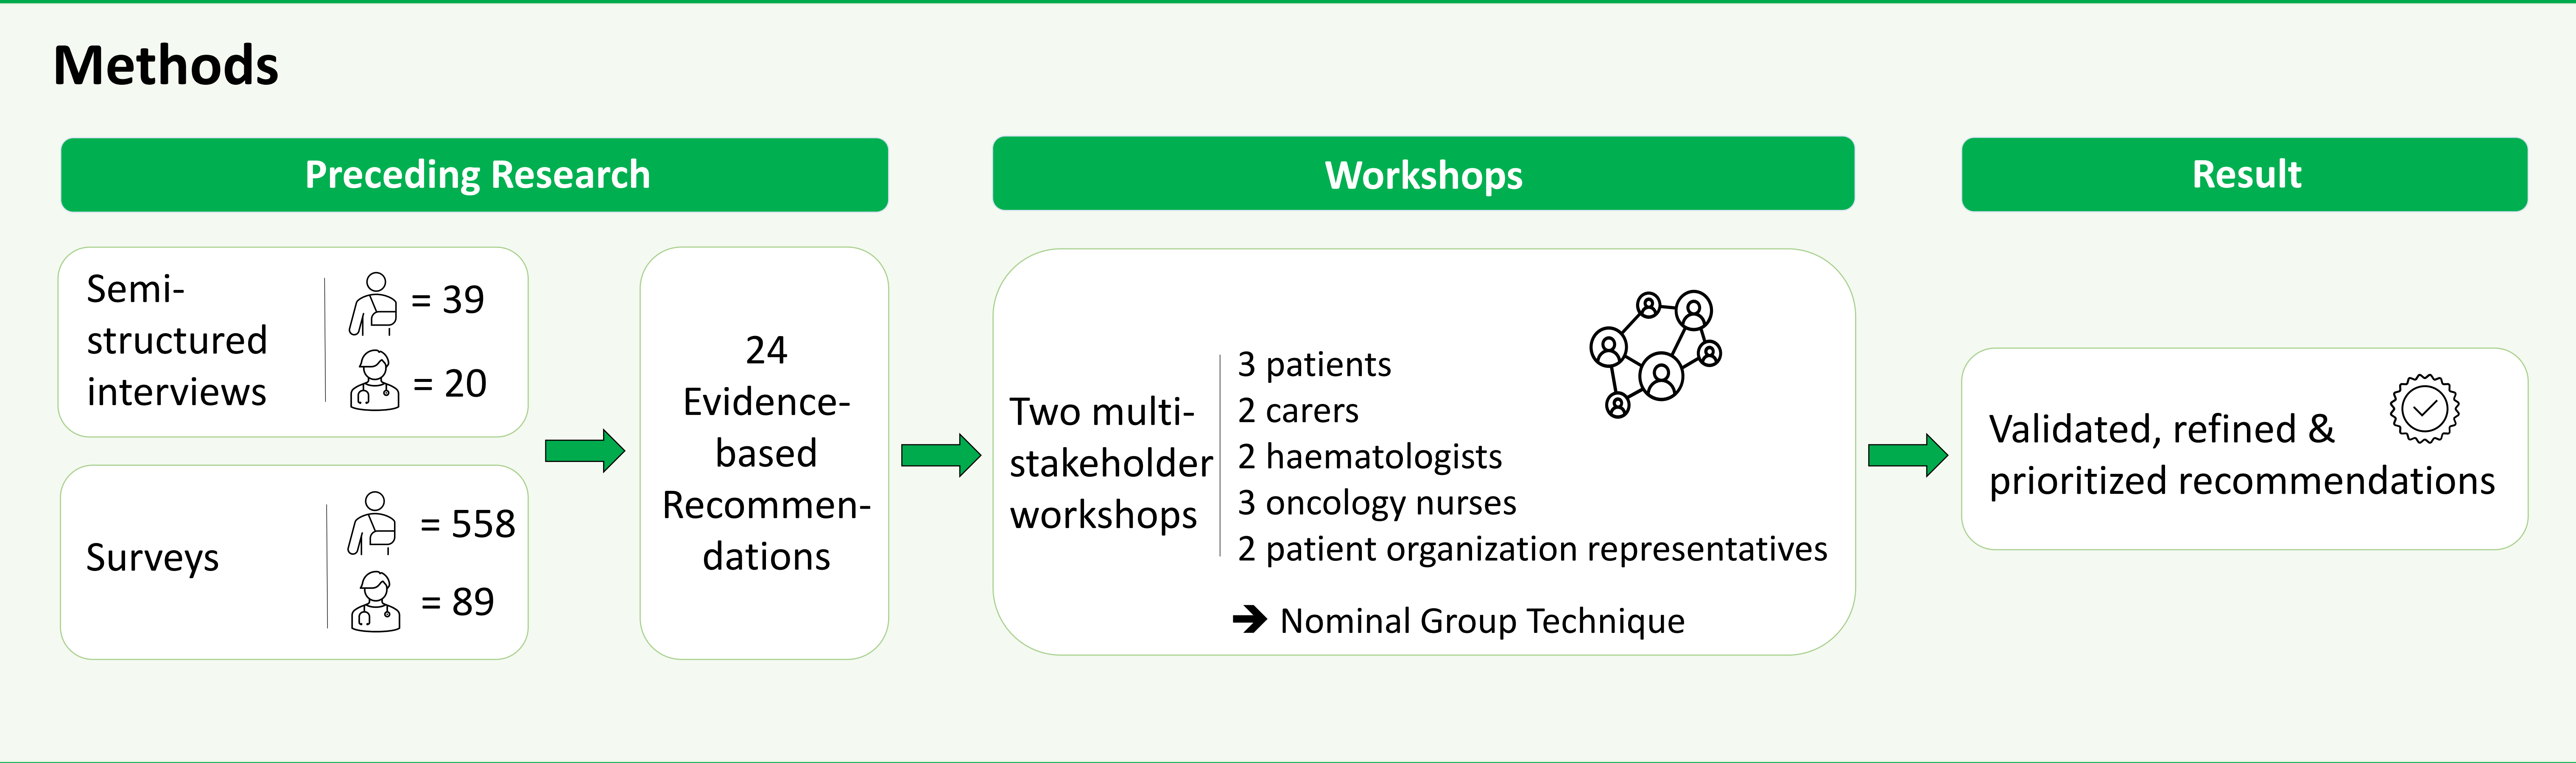 Methods
Preceding Research
Semi-
structured
interviews
= 39
= 20
Surveys
= 558
= 89
24
Evidence-
based
Recommen-
dations
Workshops
Two multi-
stakeholder
workshops
3 patients
2 carers
2 haematologists
3 oncology nurses
2 patient organization representatives
➔ Nominal Group Technique
Result
Validated, refined &
prioritized recommendations